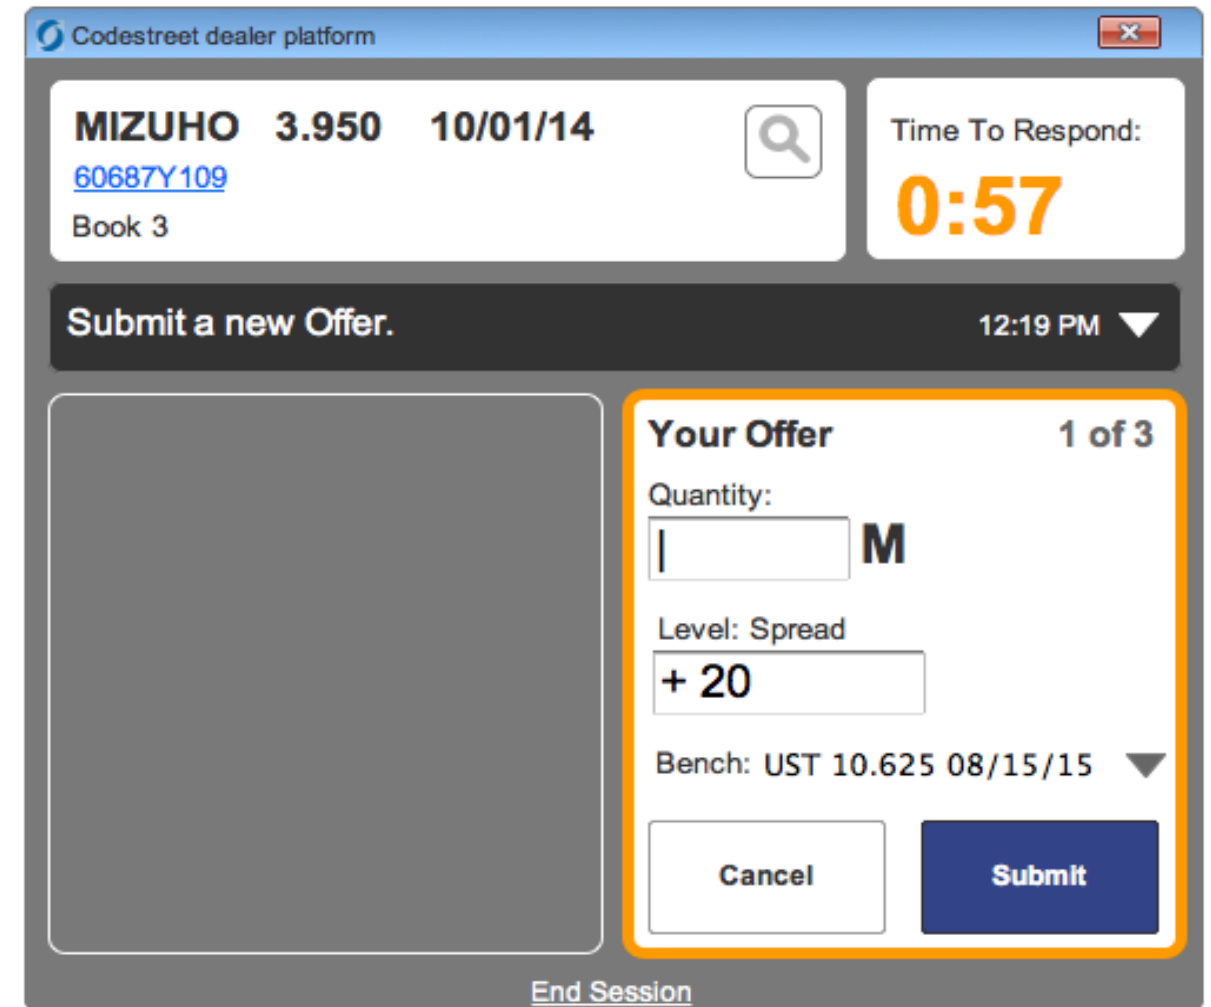 Codestreet dealer platform
MIZUHO 3.950 10/01/14
60687Y109
Book 3
Time To Respond:
0:57
Submit a new Offer.
12:19 PM
Your Offer 1 of 3
Quantity:
M
Level: Spread
+ 20
Bench: UST 10.625 08/15/15
Cancel
Submit
End Session